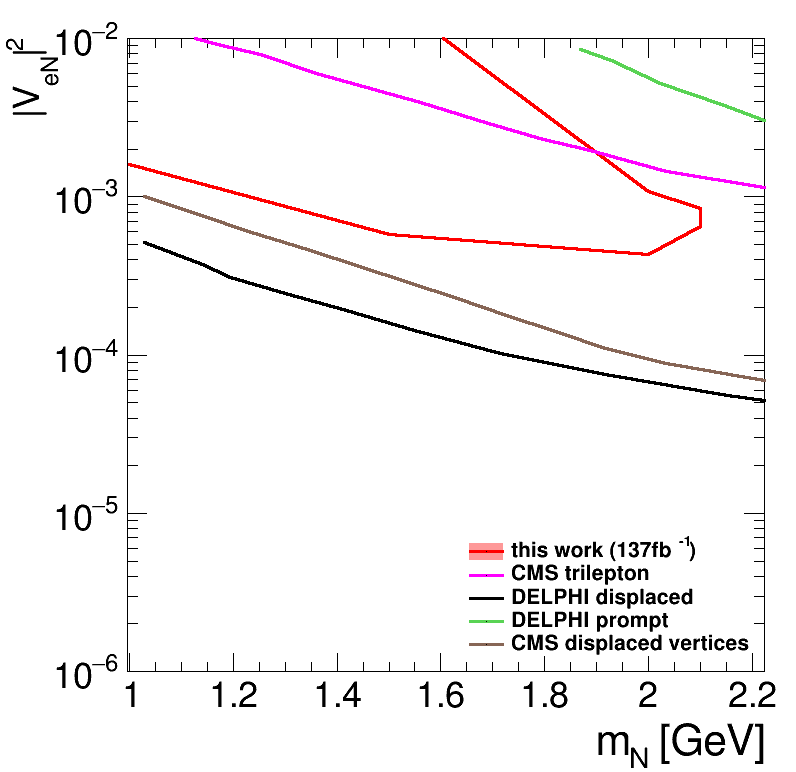 |V_eN|²
10⁻²
10⁻³
10⁻⁴
10⁻⁵
10⁻⁶
this work (137fb ⁻¹)
CMS trilepton
DELPHI displaced
DELPHI prompt
CMS displaced vertices
1 1.2 1.4 1.6 1.8 2 2.2
m_N [GeV]